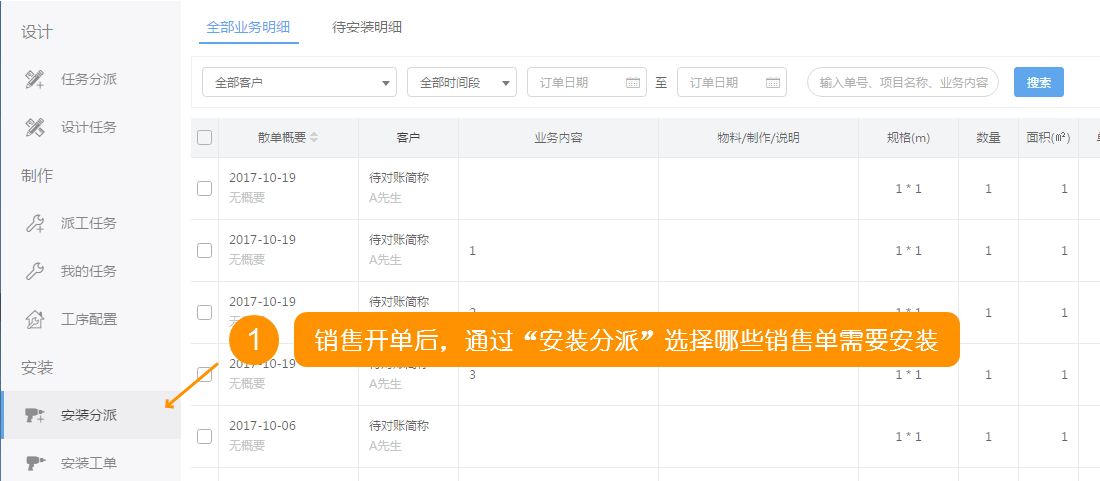 设计
任务分派
设计任务
制作
派工任务
我的任务
工序配置
安装
安装分派
安装工单
全部业务明细 待安装明细
全部客户 全部时间段 订单日期 至 订单日期 输入单号、项目名称、业务内容 搜索
散单概要 客户 业务内容 物料/制作/说明 规格(m) 数量 面积(㎡)
2017-10-19 待对账简称
无概要 A先生
1 * 1 1 1
2017-10-19 待对账简称
无概要 A先生
1 1 * 1 1 1
2017-10-19 待对账简称
1 * 1 1 1
1 销售开单后，通过“安装分派”选择哪些销售单需要安装
2017-10-19 待对账简称
无概要 A先生
3 1 * 1 1 1
2017-10-06 待对账简称
无概要 A先生
1 * 1 1 1